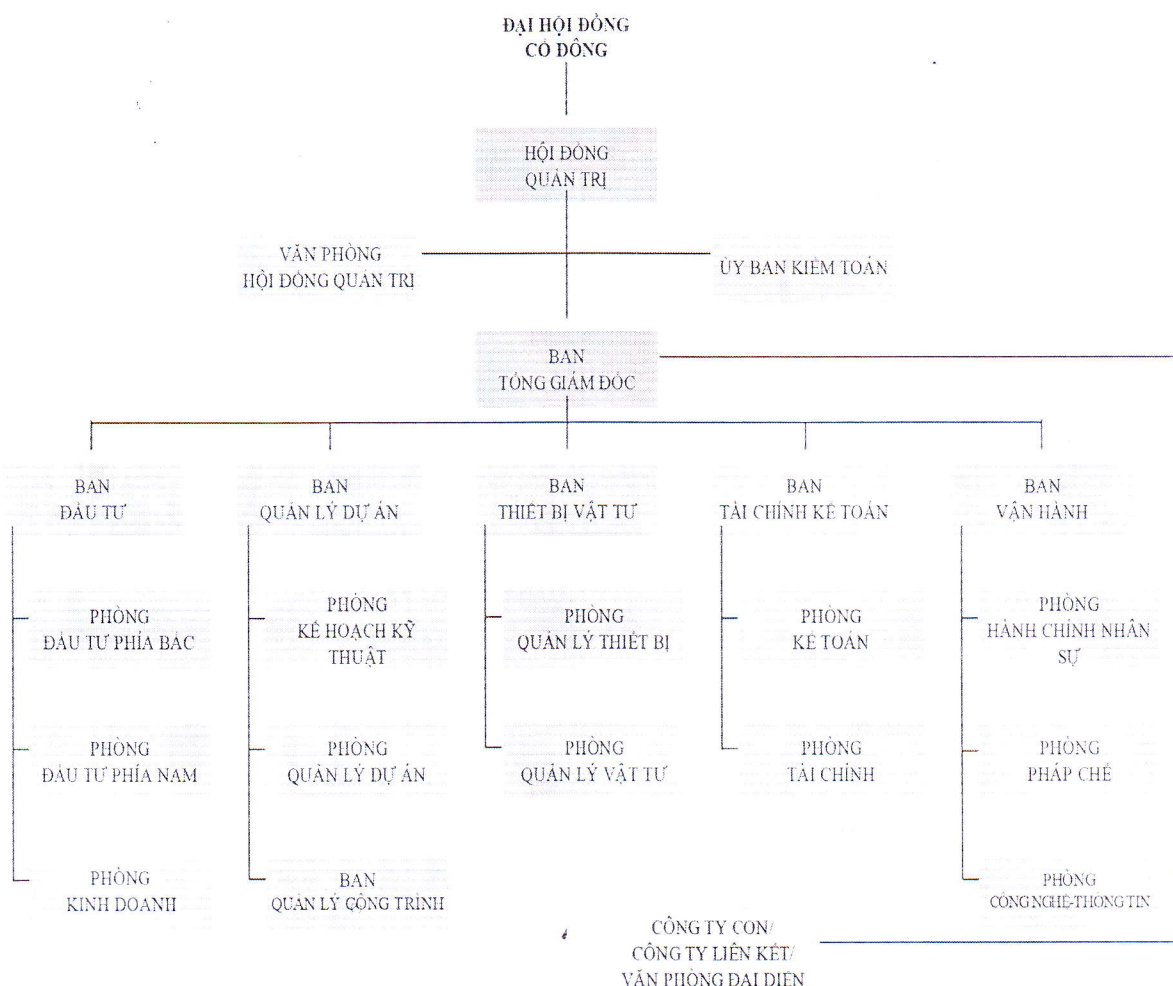 ĐẠI HỘI ĐỒNG
CỔ ĐÔNG
HỘI ĐỒNG
QUẢN TRỊ
VĂN PHÒNG
HỘI ĐỒNG QUẢN TRỊ
ỦY BAN KIỂM TOÁN
BAN
TỔNG GIÁM ĐỐC
BAN
ĐẦU TƯ
BAN
QUẢN LÝ DỰ ÁN
BAN
THIẾT BỊ VẬT TƯ
BAN
TÀI CHÍNH KẾ TOÁN
BAN
VẬN HÀNH
PHÒNG
ĐẦU TƯ PHÍA BẮC
PHÒNG
KẾ HOẠCH KỸ
THUẬT
PHÒNG
QUẢN LÝ THIẾT BỊ
PHÒNG
KẾ TOÁN
PHÒNG
HÀNH CHÍNH NHÂN
SỰ
PHÒNG
ĐẦU TƯ PHÍA NAM
PHÒNG
QUẢN LÝ DỰ ÁN
PHÒNG
QUẢN LÝ VẬT TƯ
PHÒNG
TÀI CHÍNH
PHÒNG
PHÁP CHẾ
PHÒNG
KINH DOANH
BAN
QUẢN LÝ CÔNG TRÌNH
PHÒNG
CÔNG NGHỆ-THÔNG TIN
CÔNG TY CON/
CÔNG TY LIÊN KẾT/
VĂN PHÒNG ĐẠI DIỆN